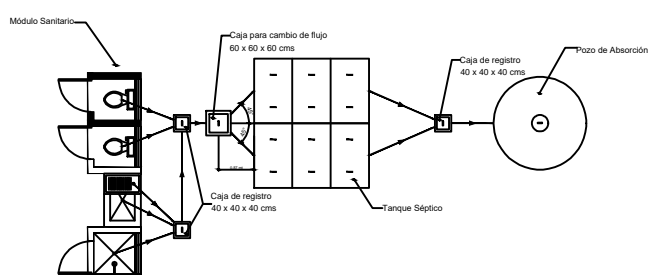 Módulo Sanitario
Caja para cambio de flujo
60 x 60 x 60 cms
Caja de registro
40 x 40 x 40 cms
Pozo de Absorción
45°
Caja de registro
40 x 40 x 40 cms
Tanque Séptico